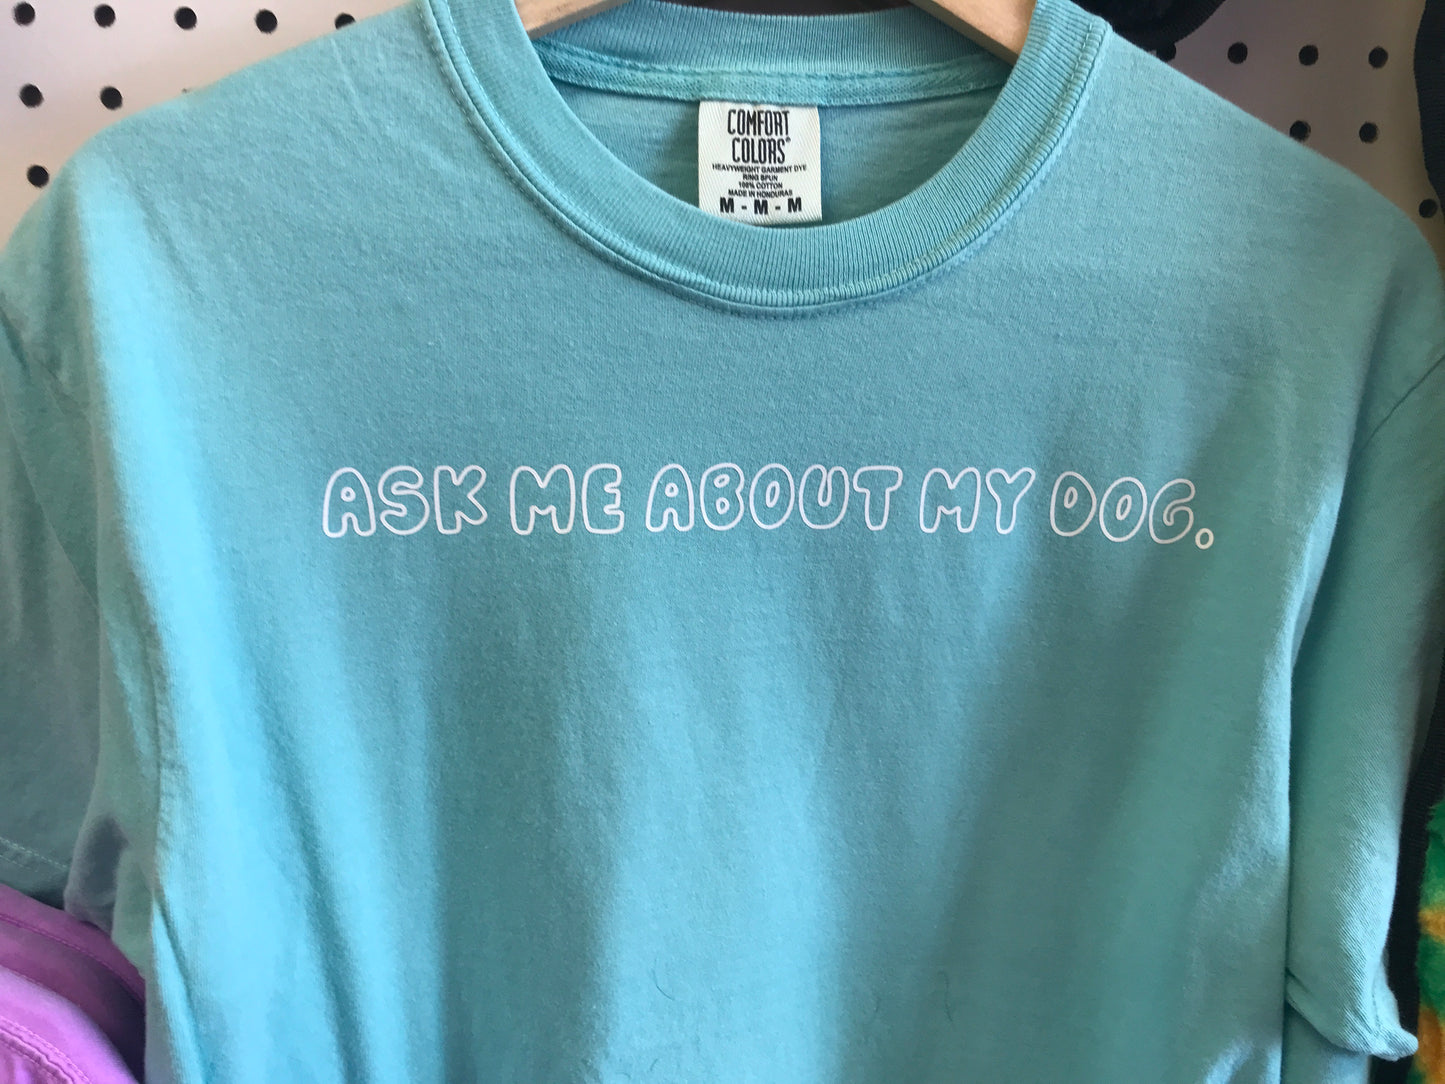 COMFORT
COLORS®
HEAVYWEIGHT GARMENT DYE
RING SPUN
100% COTTON
MADE IN HONDURAS
M - M - M
ASK ME ABOUT MY DOG.